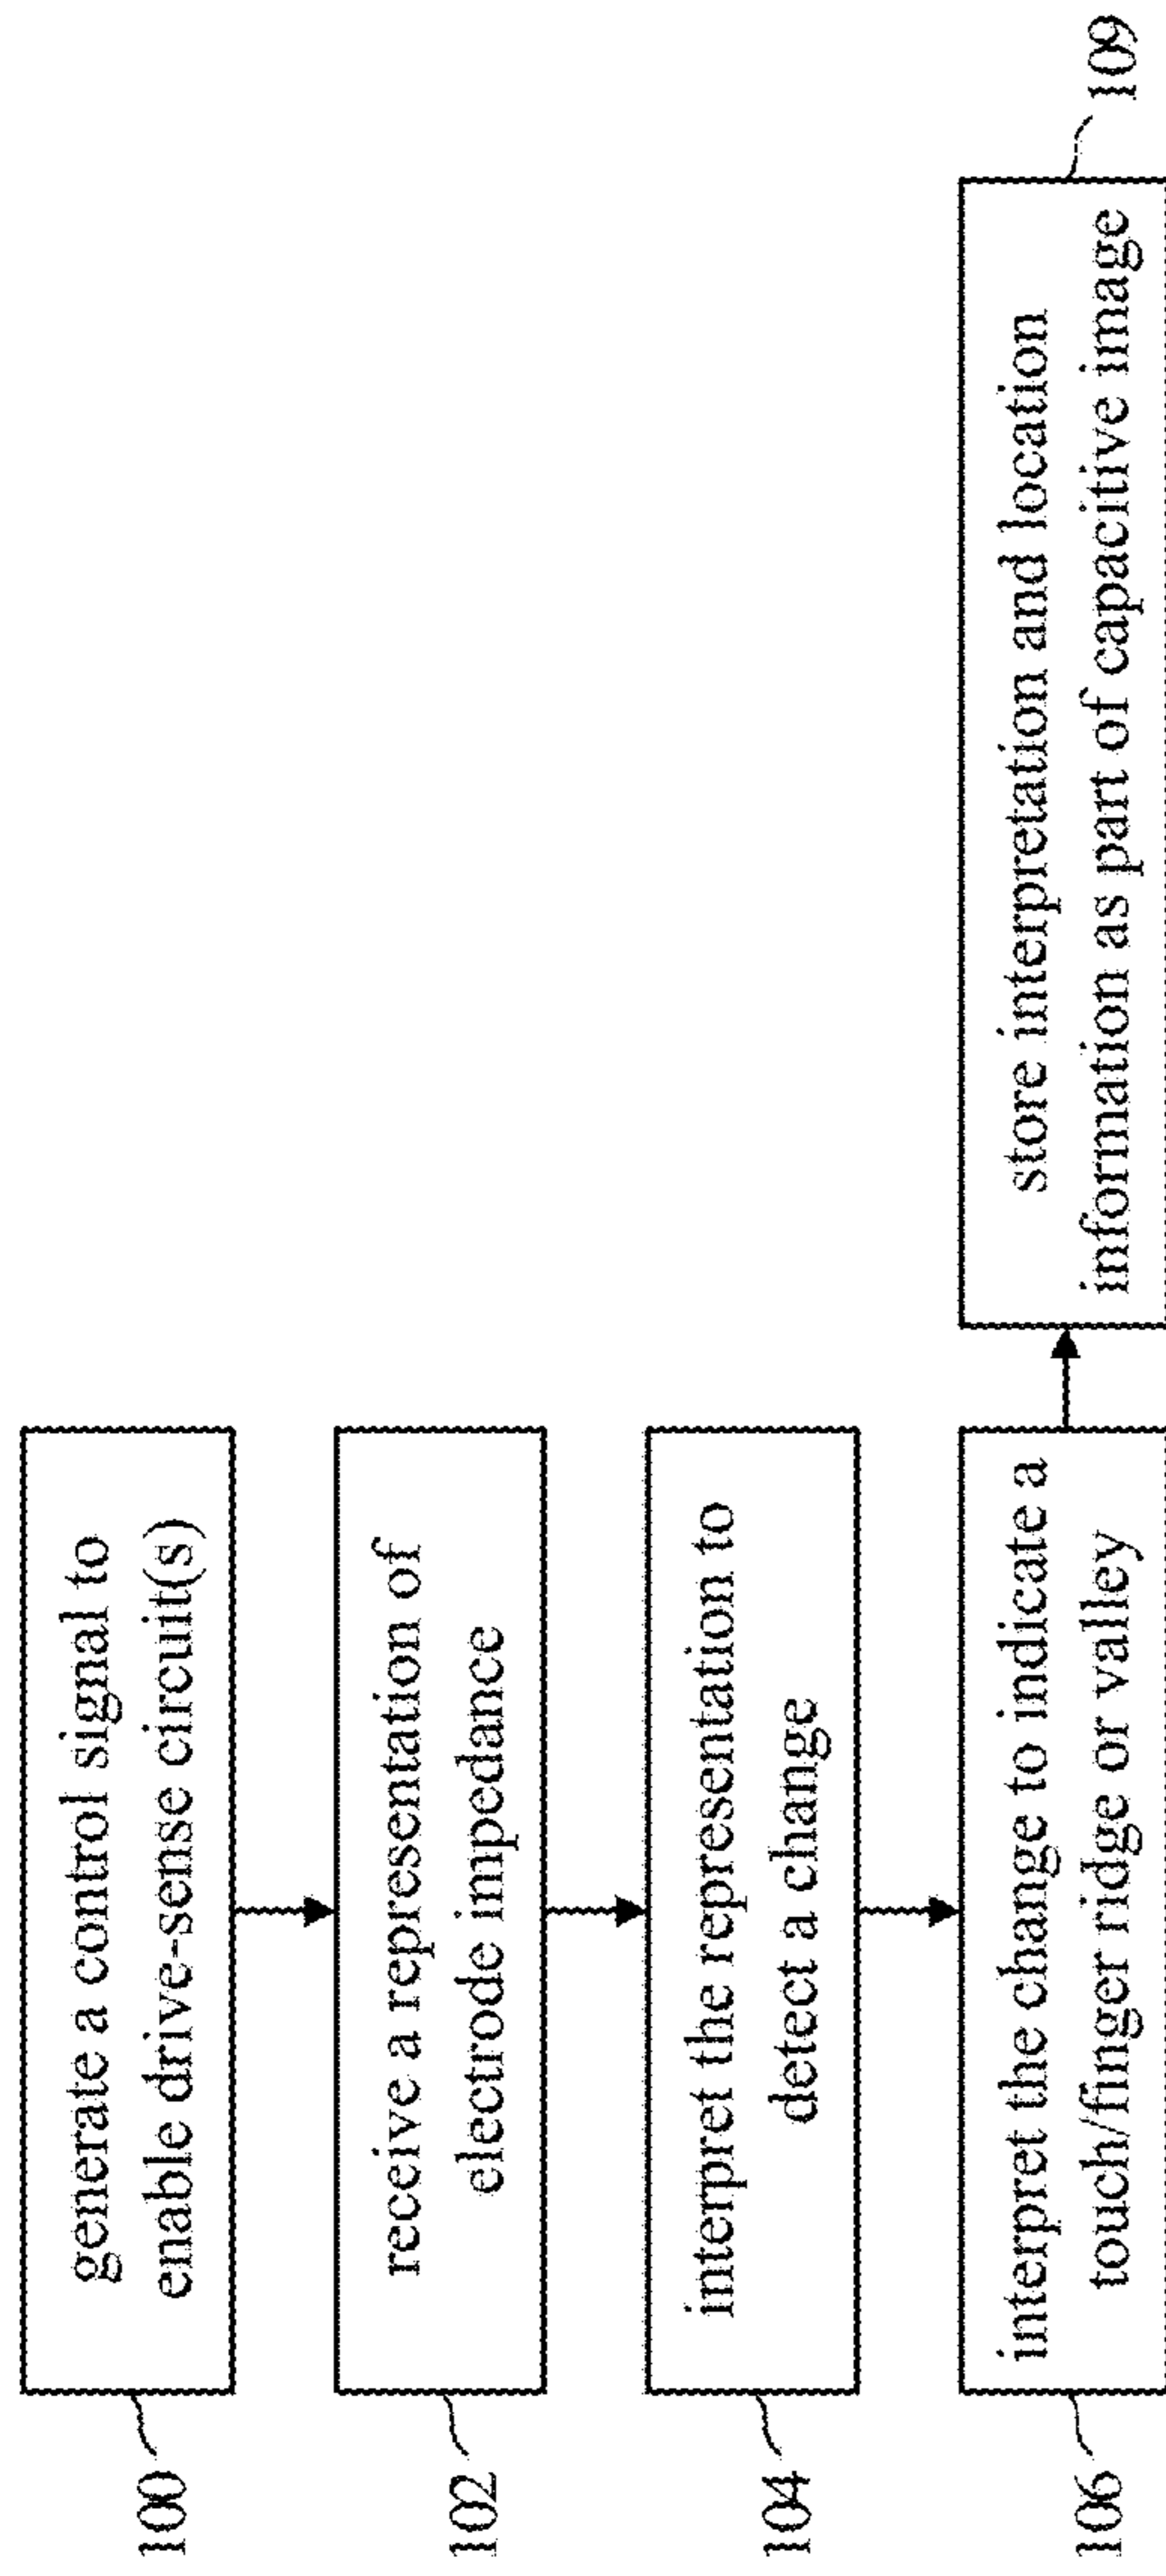 100
generate a control signal to
enable drive-sense circuit(s)
102
receive a representation of
electrode impedance
104
interpret the representation to
detect a change
106
interpret the change to indicate a
touch/finger ridge or valley
store interpretation and location
information as part of capacitive image
109